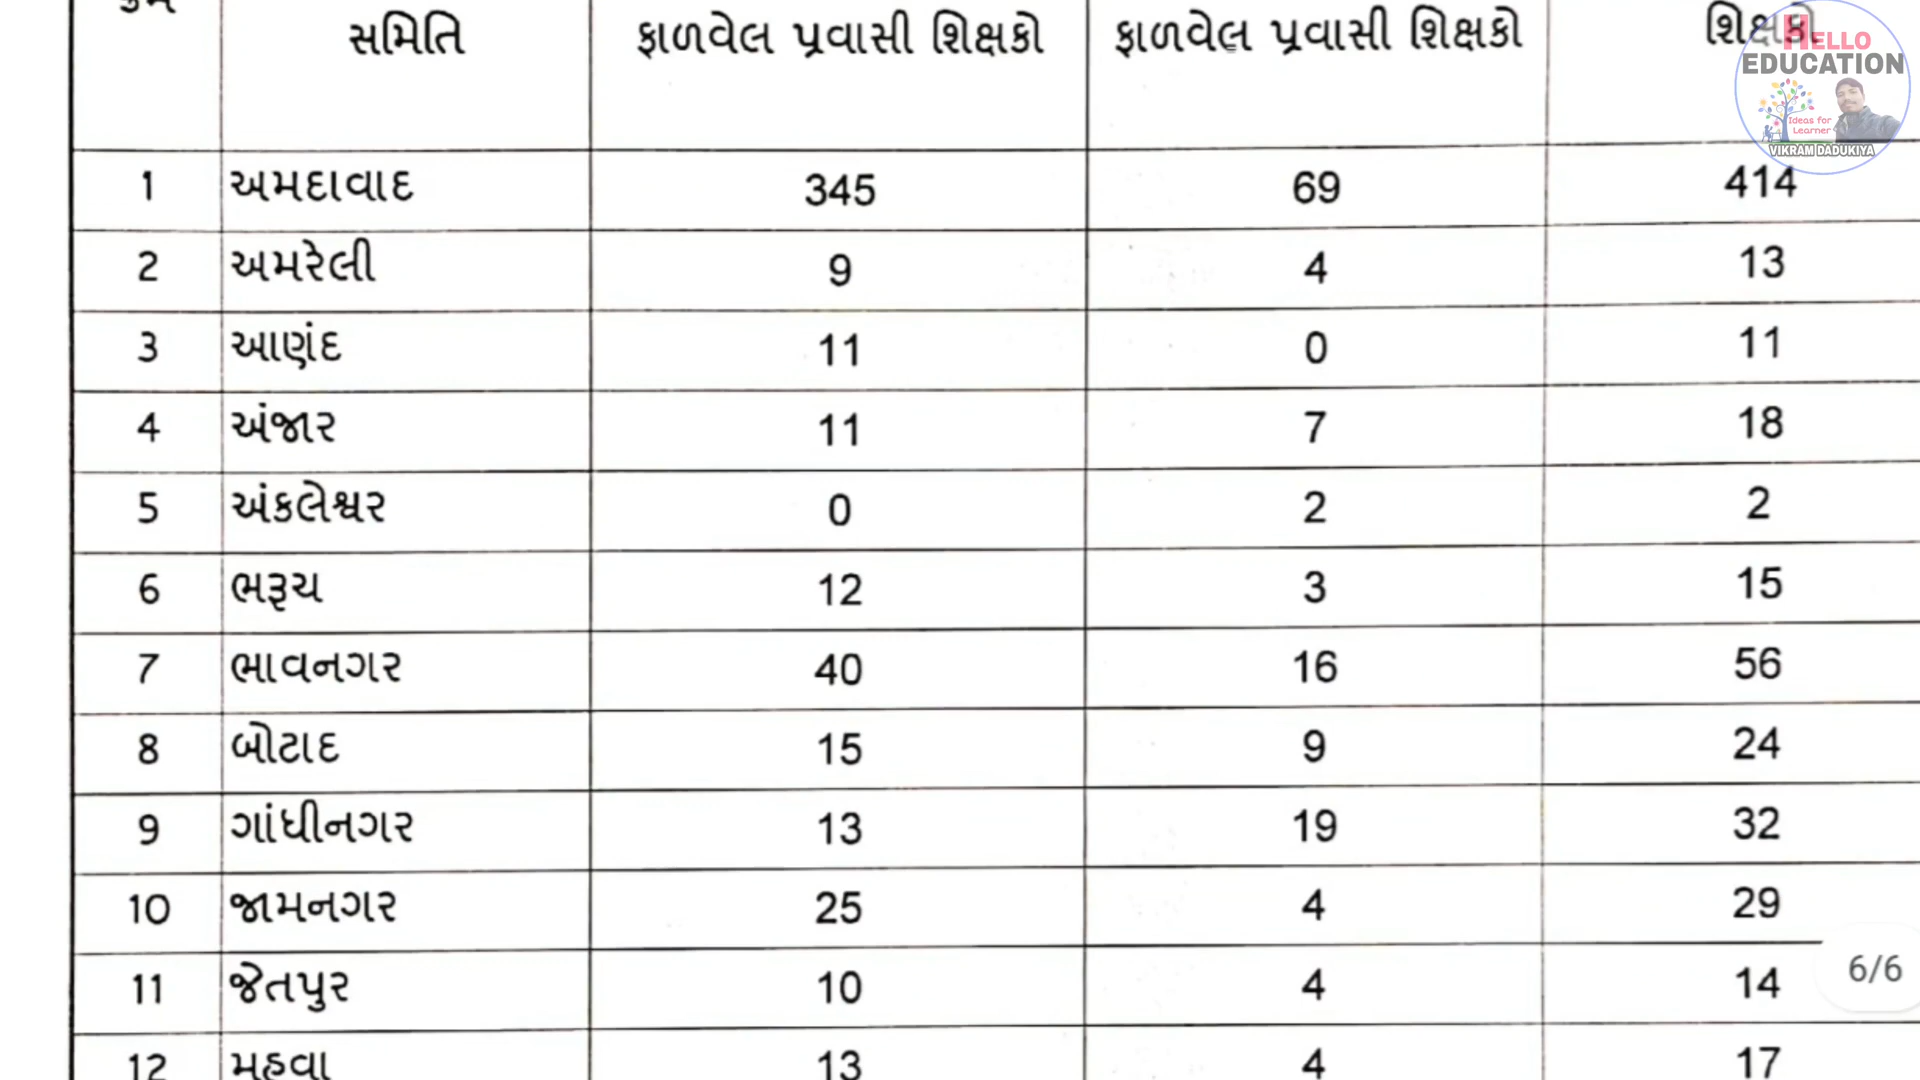 સમિતિ ફાળવેલ પ્રવાસી શિક્ષકો ફાળવેલ પ્રવાસી શિક્ષકો શિક્ષકો
HELLO
EDUCATION
Ideas for
Learner
VIKRAM DADUKIYA
1 અમદાવાદ 345 69 414
2 અમરેલી 9 4 13
3 આણંદ 11 0 11
4 અંજાર 11 7 18
5 અંકલેશ્વર 0 2 2
6 ભરૂચ 12 3 15
7 ભાવનગર 40 16 56
8 બોટાદ 15 9 24
9 ગાંધીનગર 13 19 32
10 જામનગર 25 4 29
11 જેતપુર 10 4 14
6/6
12 મહુવા 13 4 17